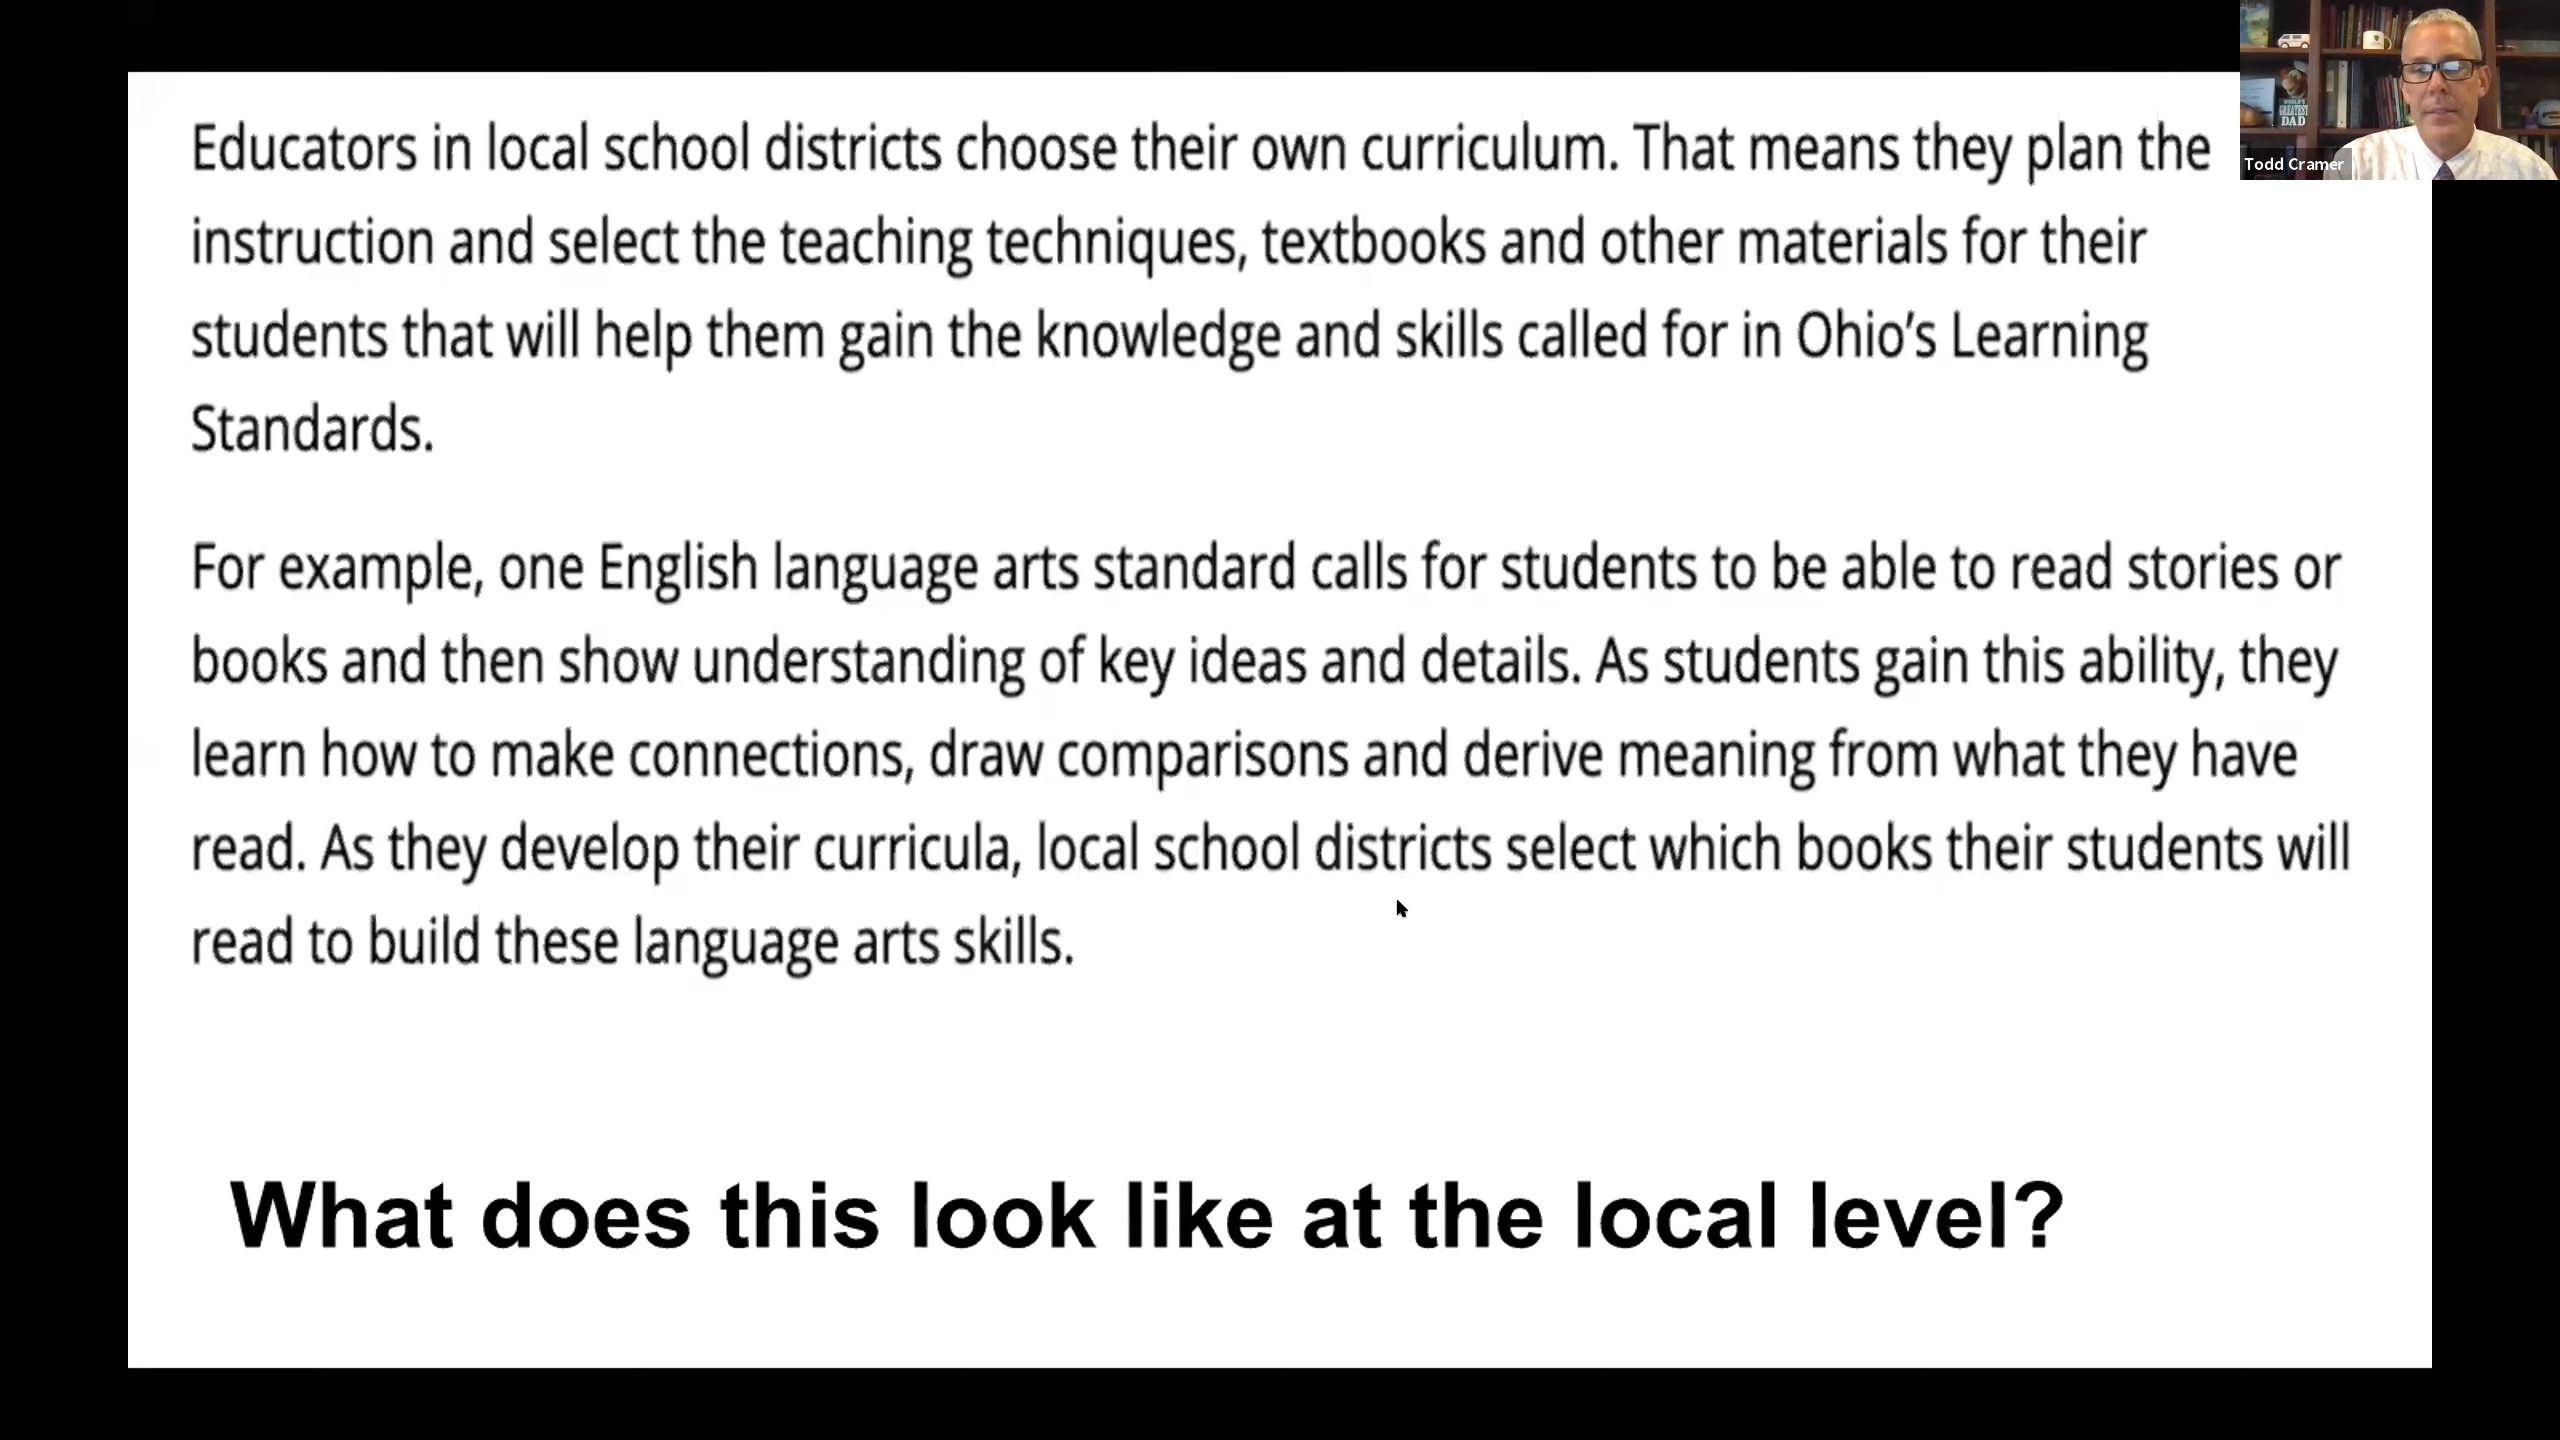 Educators in local school districts choose their own curriculum. That means they plan the
instruction and select the teaching techniques, textbooks and other materials for their
students that will help them gain the knowledge and skills called for in Ohio’s Learning
Standards.
For example, one English language arts standard calls for students to be able to read stories or
books and then show understanding of key ideas and details. As students gain this ability, they
learn how to make connections, draw comparisons and derive meaning from what they have
read. As they develop their curricula, local school districts select which books their students will
read to build these language arts skills.
What does this look like at the local level?
WORLD'S
GREATEST
DAD
Todd Cramer